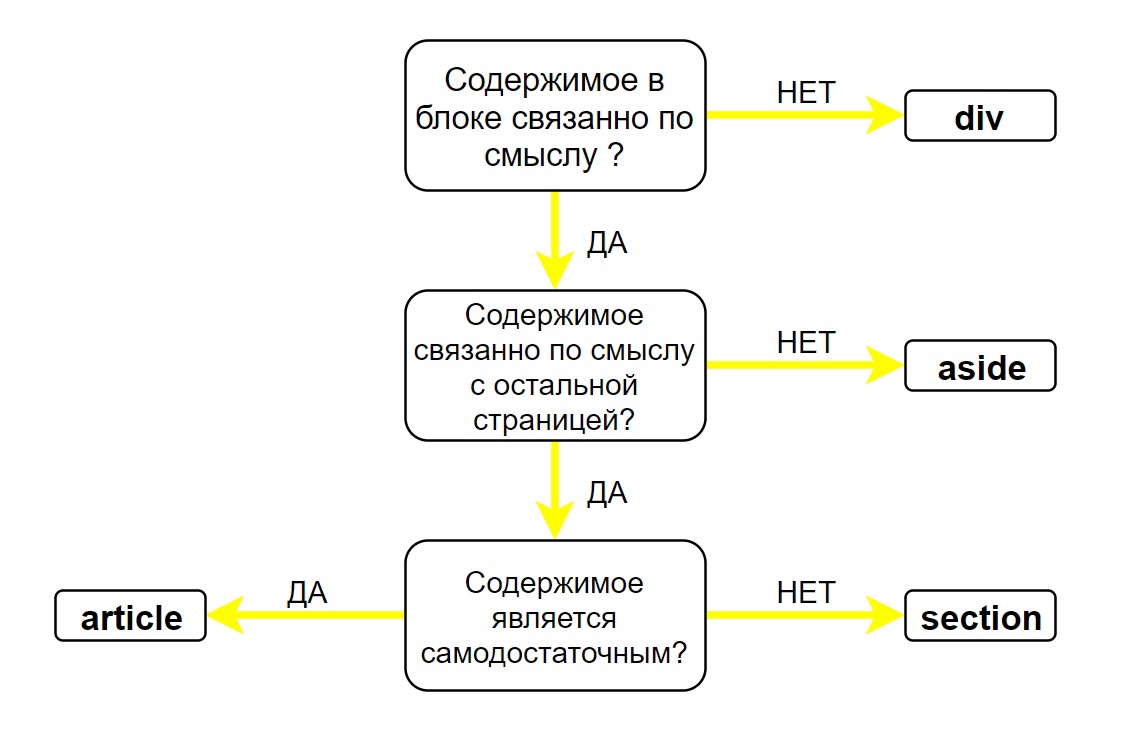 Содержимое в
блоке связанно по
смыслу ?
НЕТ
div
ДА
Содержимое
связанно по смыслу
с остальной
страницей?
НЕТ
aside
ДА
Содержимое
является
самодостаточным?
ДА
article
НЕТ
section